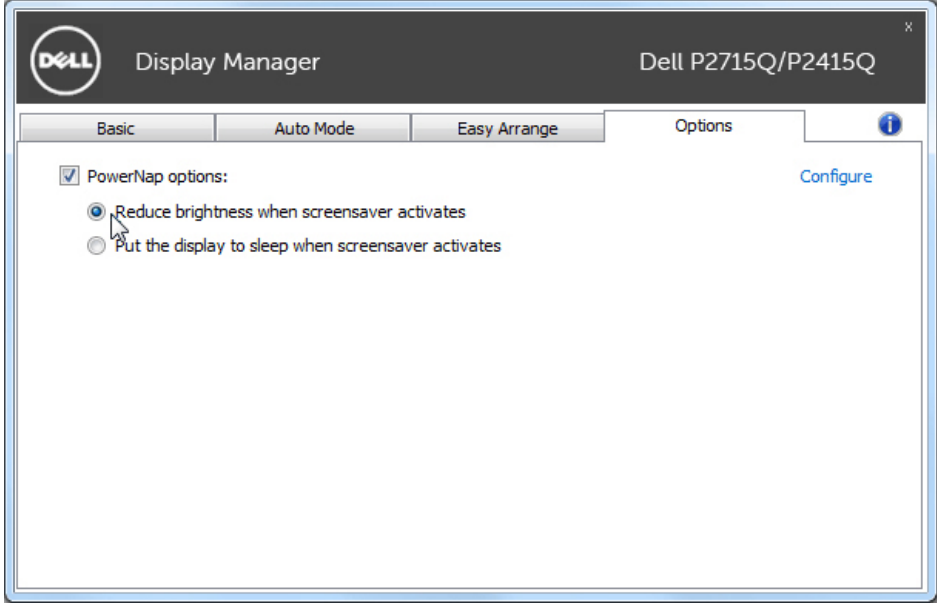 DELL Display Manager Dell P2715Q/P2415Q x
Basic Auto Mode Easy Arrange Options i
PowerNap options: Configure
Reduce brightness when screensaver activates
Put the display to sleep when screensaver activates